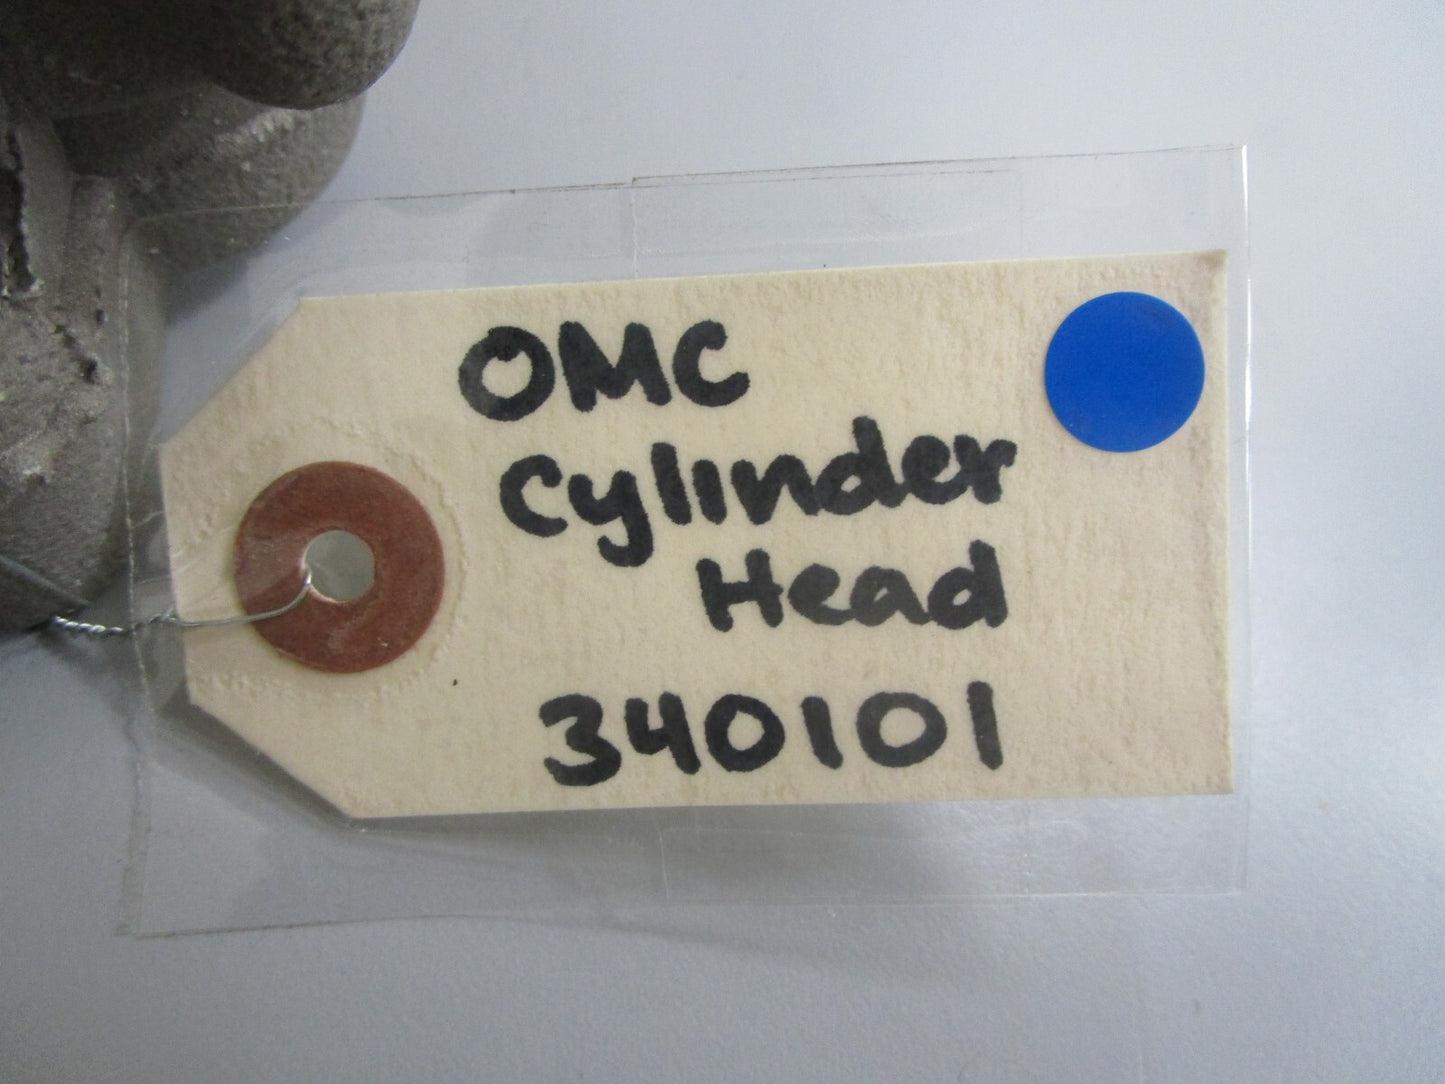 OMC
Cylinder
Head
340101